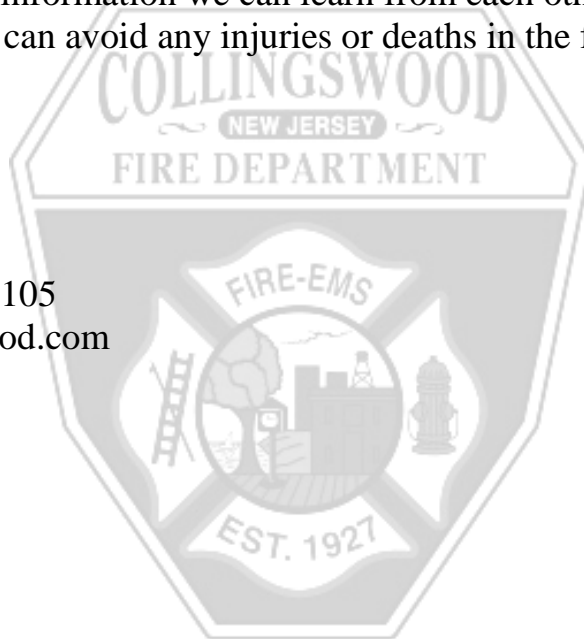 information we can learn from each oth
can avoid any injuries or deaths in the f
COLLINGSWOOD
NEW JERSEY
FIRE DEPARTMENT
105
FIRE-EMS
od.com
EST. 1927